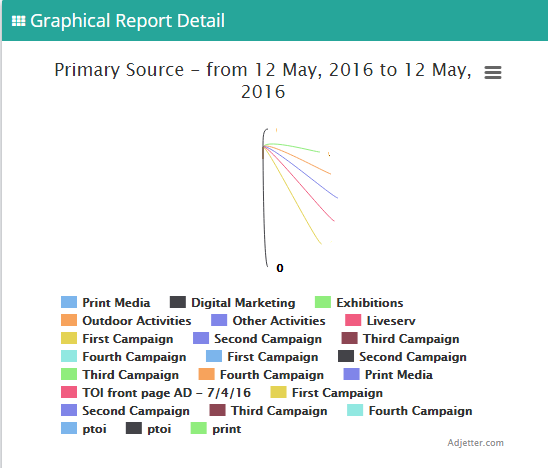 Graphical Report Detail
Primary Source - from 12 May, 2016 to 12 May,
2016
0
Print Media Digital Marketing Exhibitions
Outdoor Activities Other Activities Liveserv
First Campaign Second Campaign Third Campaign
Fourth Campaign First Campaign Second Campaign
Third Campaign Fourth Campaign Print Media
TOI front page AD - 7/4/16 First Campaign
Second Campaign Third Campaign Fourth Campaign
ptoi ptoi print
Adjetter.com